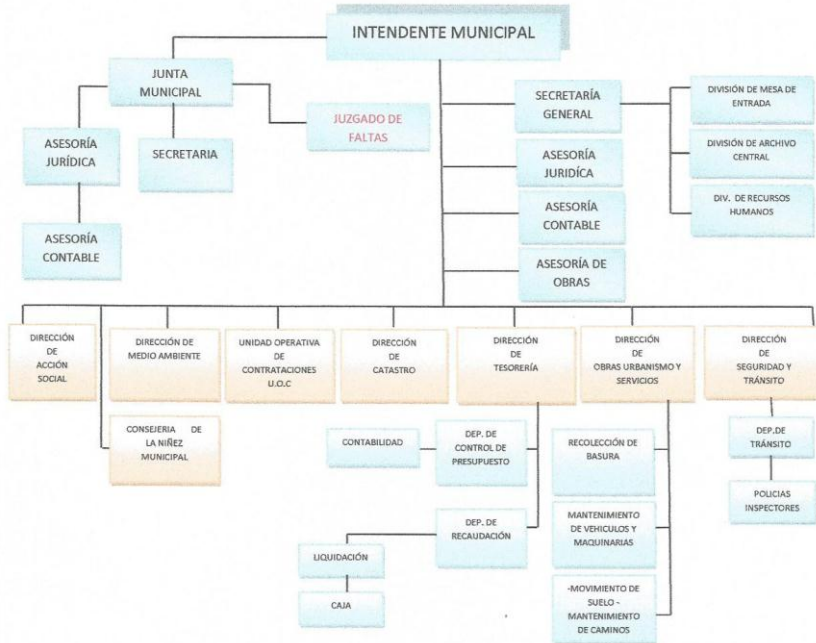 INTENDENTE MUNICIPAL
JUNTA
MUNICIPAL
JUZGADO DE
FALTAS
ASESORÍA
JURÍDICA
SECRETARIA
ASESORÍA
CONTABLE
SECRETARÍA
GENERAL
DIVISIÓN DE MESA DE
ENTRADA
DIVISIÓN DE ARCHIVO
CENTRAL
DIV. DE RECURSOS
HUMANOS
ASESORÍA
JURIDÍCA
ASESORÍA
CONTABLE
ASESORÍA DE
OBRAS
DIRECCIÓN
DE
ACCIÓN
SOCIAL
DIRECCIÓN DE
MEDIO AMBIENTE
UNIDAD OPERATIVA
DE
CONTRATACIONES
U.O.C
DIRECCIÓN
DE
CATASTRO
DIRECCIÓN
DE
TESORERÍA
DIRECCIÓN
DE
OBRAS URBANISMO Y
SERVICIOS
DIRECCIÓN
DE
SEGURIDAD Y
TRÁNSITO
CONSEJERIA DE
LA NIÑEZ
MUNICIPAL
CONTABILIDAD
DEP. DE
CONTROL DE
PRESUPUESTO
DEP. DE
RECAUDACIÓN
LIQUIDACIÓN
CAJA
RECOLECCIÓN DE
BASURA
MANTENIMIENTO
DE VEHICULOS Y
MAQUINARIAS
-MOVIMIENTO DE
SUELO -
MANTENIMIENTO
DE CAMINOS
DEP.DE
TRÁNSITO
POLICIAS
INSPECTORES